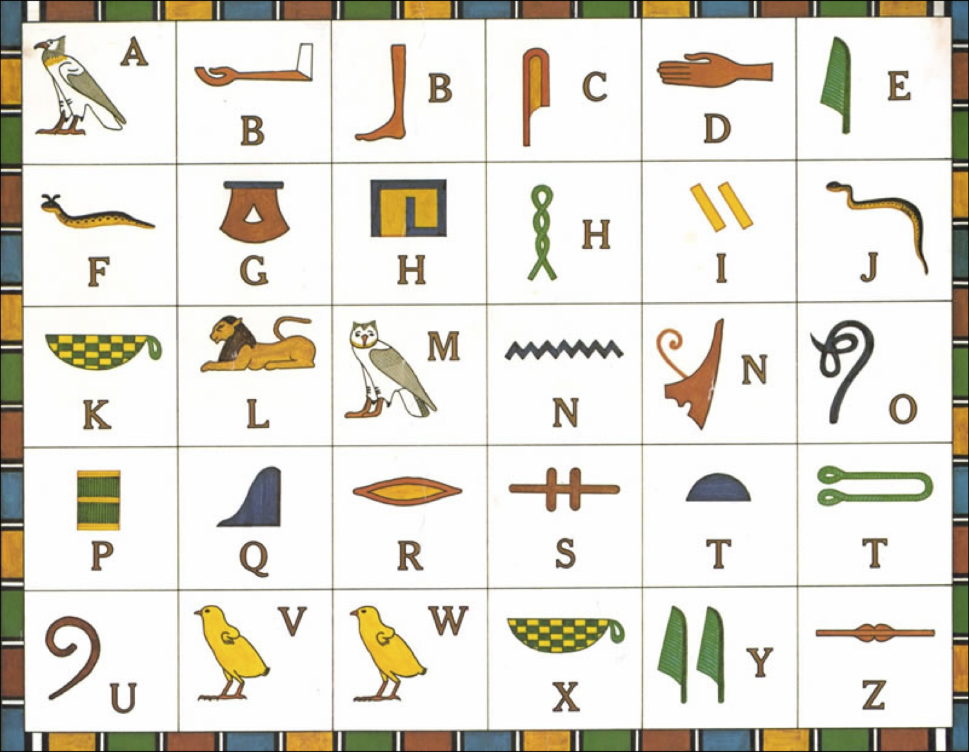 A B B C D E
F G H H I J
K L M N N O
P Q R S T T
U V W X Y Z